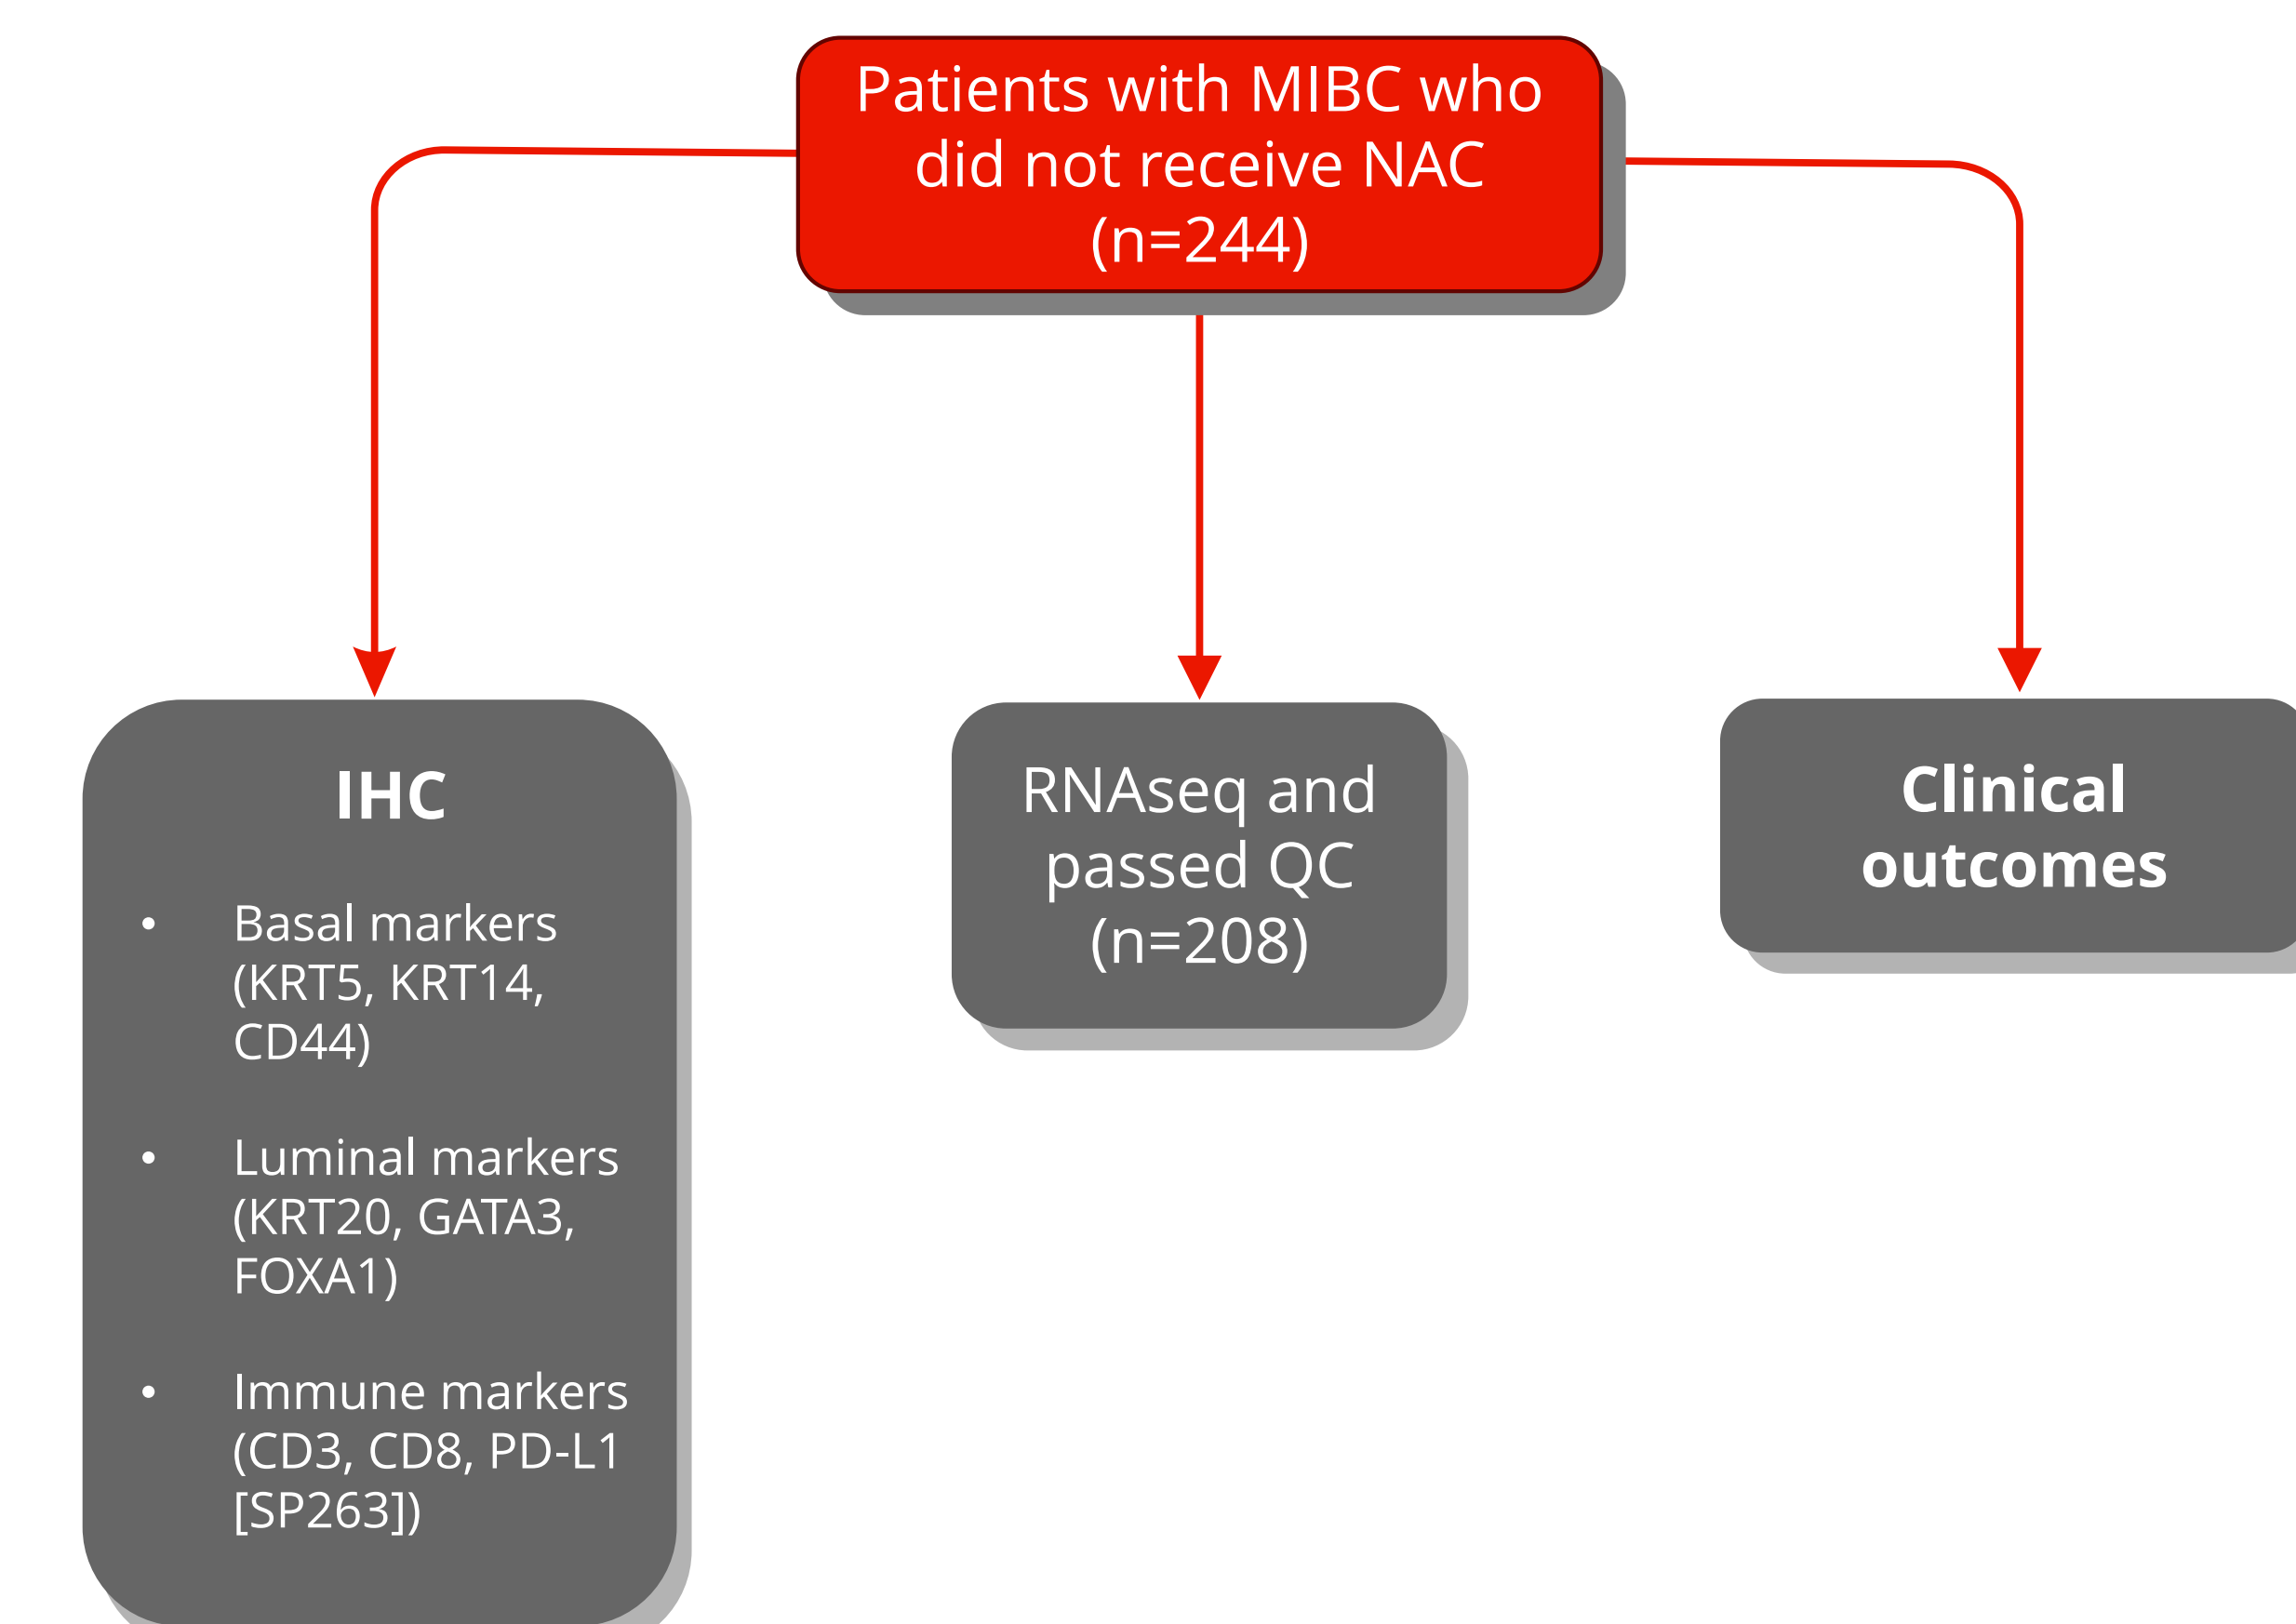 Patients with MIBC who
did not receive NAC
(n=244)
IHC
• Basal markers
(KRT5, KRT14,
CD44)
• Luminal markers
(KRT20, GATA3,
FOXA1)
• Immune markers
(CD3, CD8, PD-L1
[SP263])
RNAseq and
passed QC
(n=208)
Clinical
outcomes